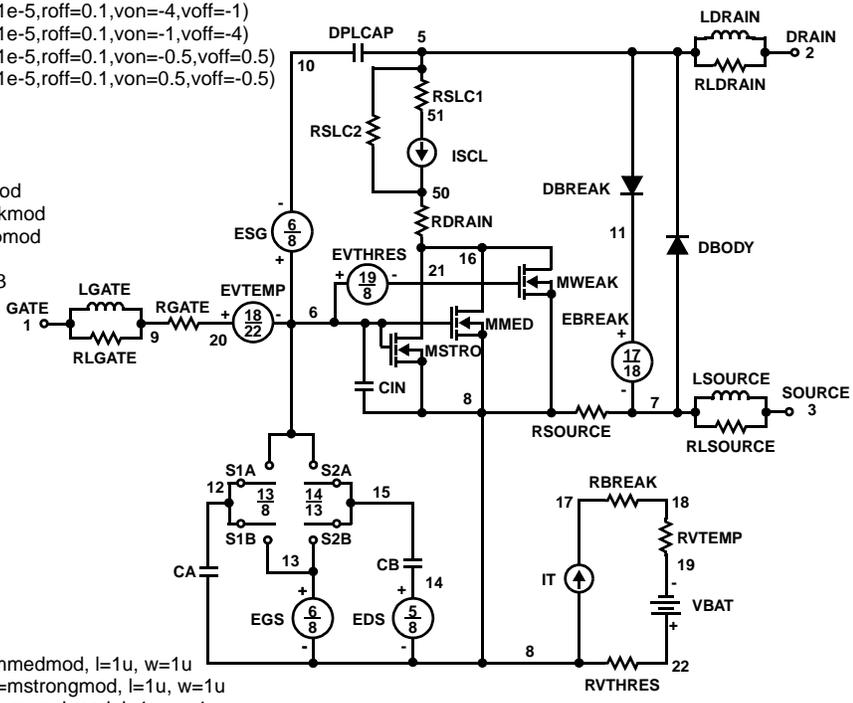 1e-5,roff=0.1,von=-4,voff=-1)
1e-5,roff=0.1,von=-1,voff=-4)
1e-5,roff=0.1,von=-0.5,voff=0.5)
1e-5,roff=0.1,von=0.5,voff=-0.5)
od
kmod
omod
3
LDRAIN
DPLCAP
5
DRAIN
2
10
RLDRAIN
RSLC1
51
RSLC2
ISCL
DBREAK
50
RDRAIN
-
ESG
6
8
+
11
DBODY
EVTHRES
16
21
+
19
8
-
MWEAK
LGATE
EVTEMP
GATE
1
RGATE
+
18
22
-
6
MMED
EBREAK
+
9
20
RLGATE
MSTRO
17
18
-
LSOURCE
CIN
8
7
SOURCE
3
RSOURCE
RLSOURCE
S1A
S2A
RBREAK
12
13
8
14
13
15
17
18
S1B
S2B
RVTEMP
13
CB
19
CA
14
IT
-
VBAT
+
+
+
EGS
6
8
EDS
5
8
-
-
8
22
RVTHRES
nmedmod, l=1u, w=1u
=mstrongmod, l=1u, w=1u